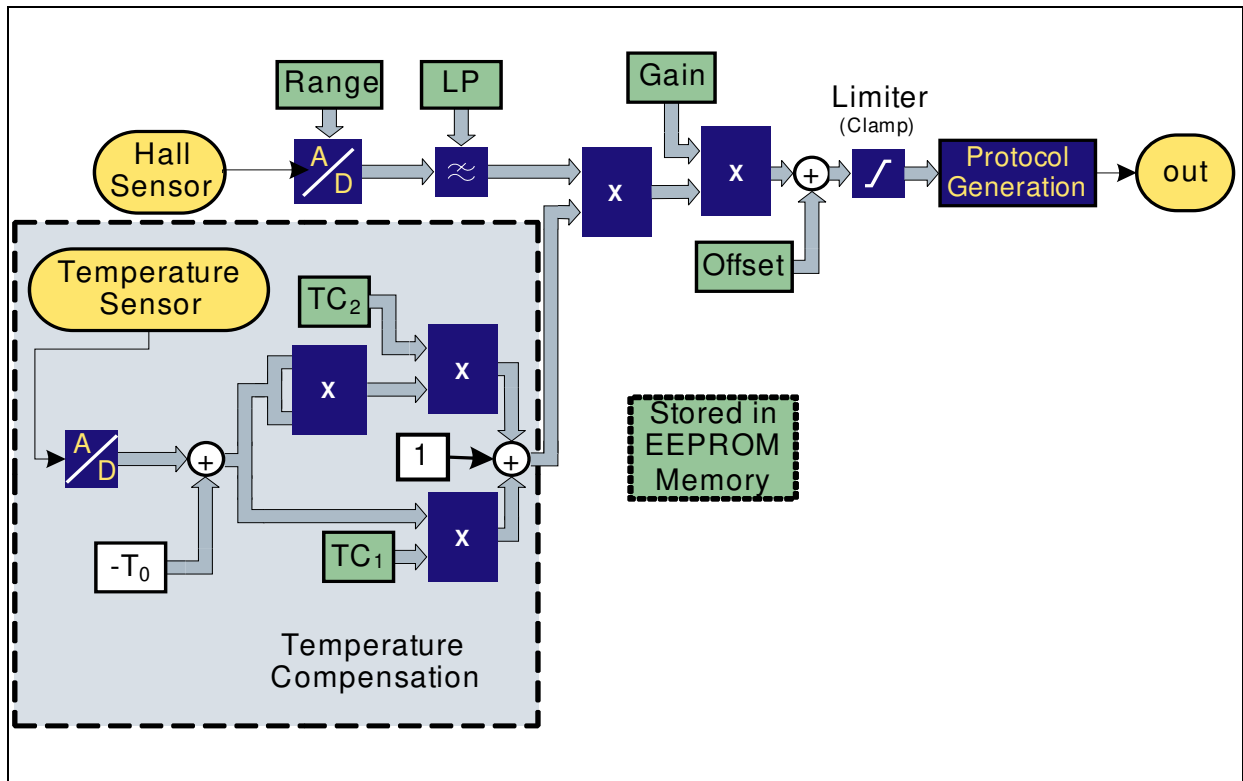 Range
LP
Gain
Limiter
(Clamp)
Hall
Sensor
A
D
X
X
Protocol
Generation
out
Offset
Temperature
Sensor
TC₂
X
X
A
D
+
+
1
+
-T₀
TC₁
X
Stored in
EEPROM
Memory
Temperature
Compensation